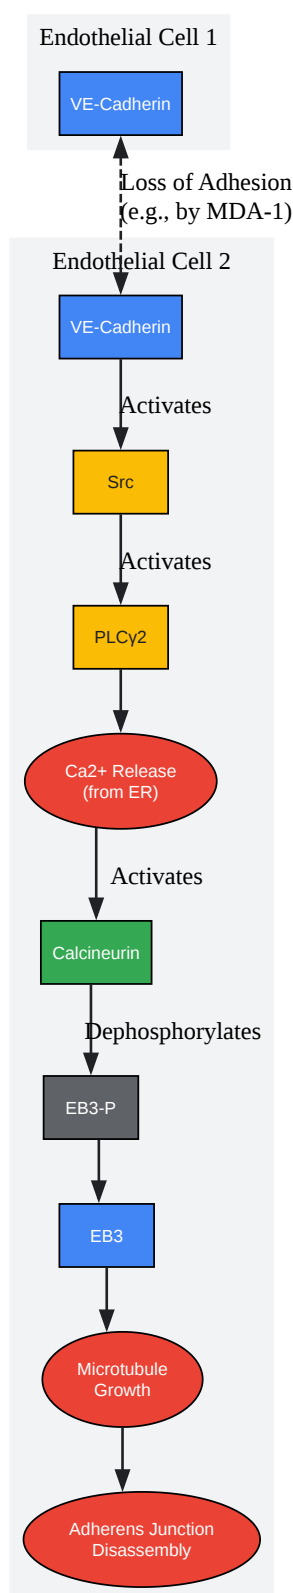 Endothelial Cell 1
VE-Cadherin
Loss of Adhesion
(e.g., by MDA-1)
Endothelial Cell 2
VE-Cadherin
Activates
Src
Activates
PLCγ2
Ca2+ Release
(from ER)
Activates
Calcineurin
Dephosphorylates
EB3-P
EB3
Microtubule
Growth
Adherens Junction
Disassembly